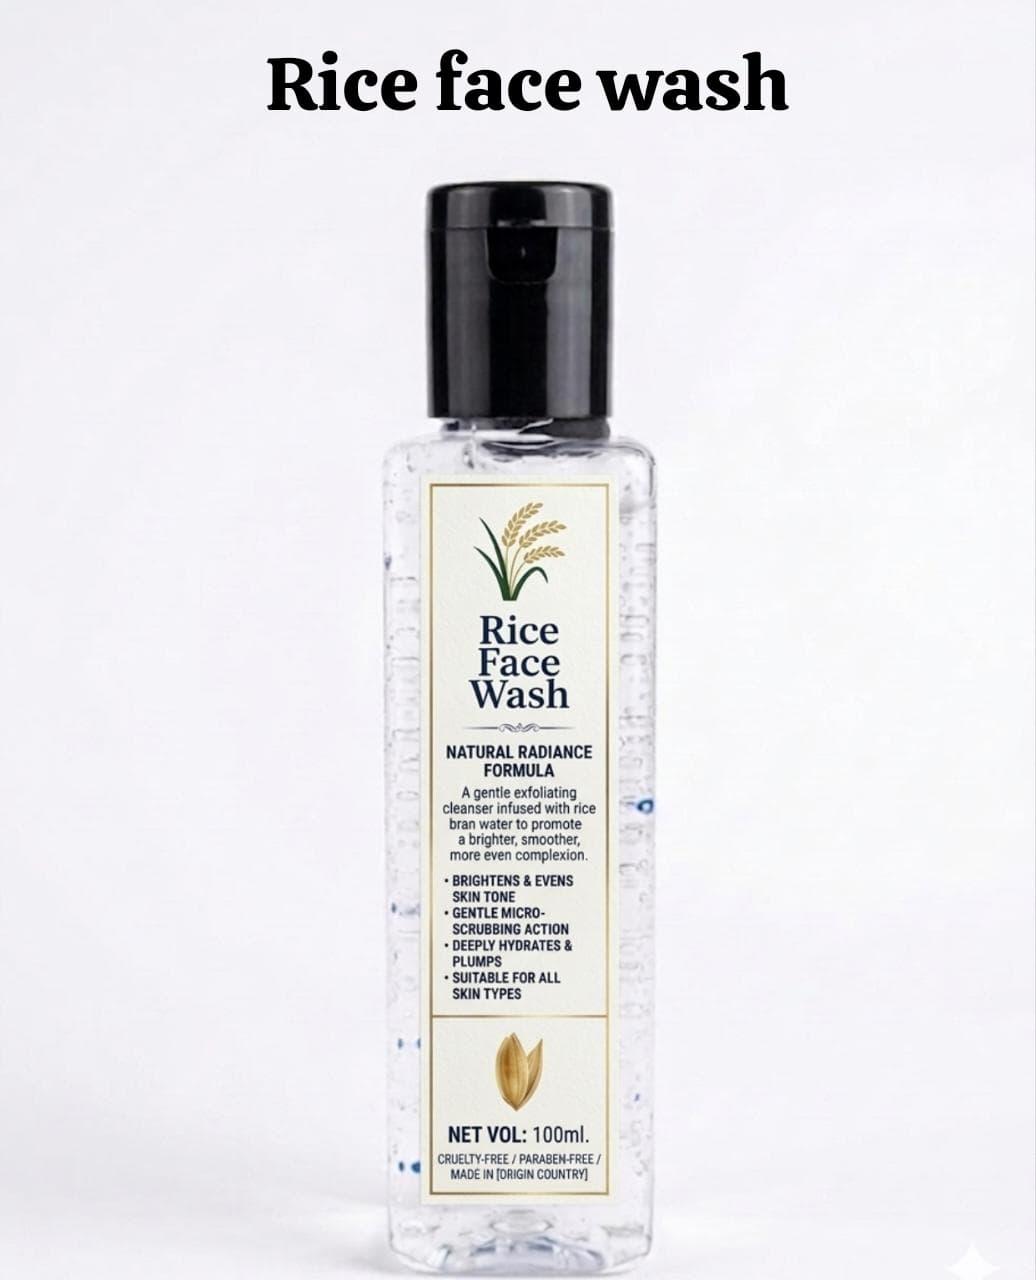 Rice face wash
Rice
Face
Wash
NATURAL RADIANCE
FORMULA
A gentle exfoliating
cleanser infused with rice
bran water to promote
a brighter, smoother,
more even complexion.
• BRIGHTENS & EVENS
SKIN TONE
• GENTLE MICRO-
SCRUBBING ACTION
• DEEPLY HYDRATES &
PLUMPS
• SUITABLE FOR ALL
SKIN TYPES
NET VOL: 100ml.
CRUELTY-FREE / PARABEN-FREE /
MADE IN [ORIGIN COUNTRY]